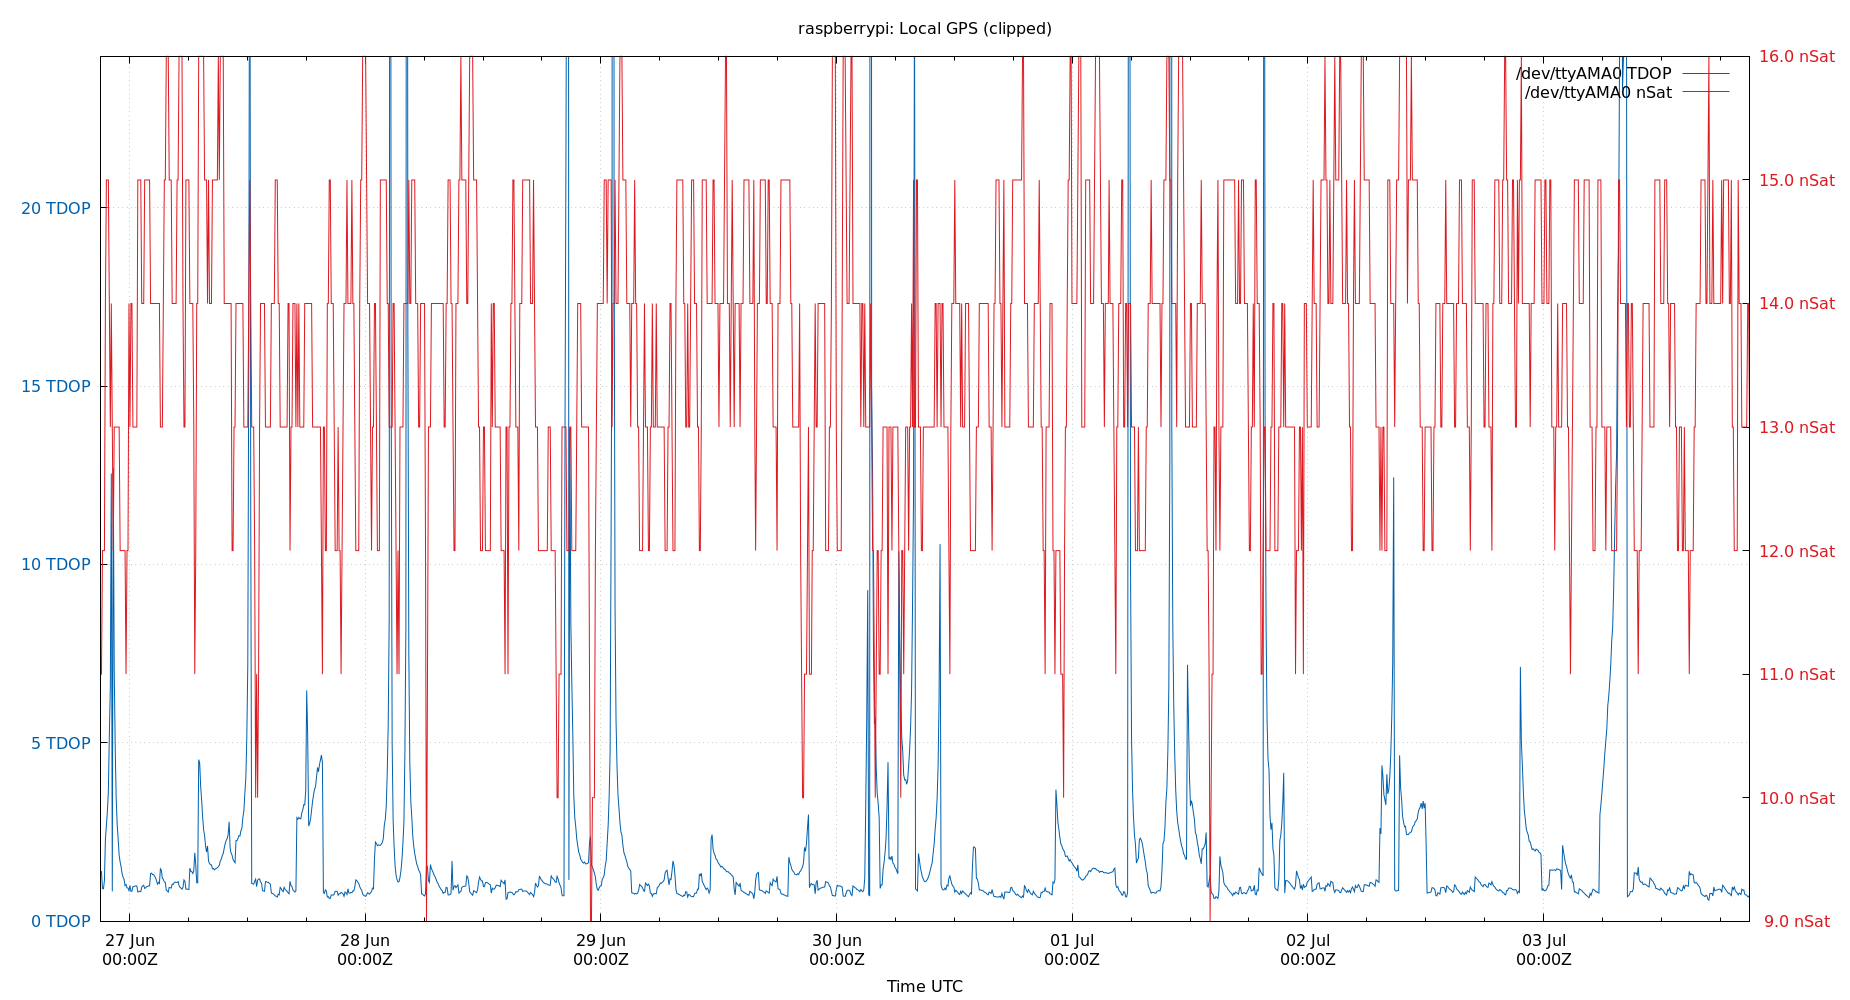 raspberrypi: Local GPS (clipped)
16.0 nSat
/dev/ttyAMA0 TDOP
/dev/ttyAMA0 nSat
15.0 nSat
20 TDOP
14.0 nSat
15 TDOP
13.0 nSat
12.0 nSat
10 TDOP
11.0 nSat
5 TDOP
10.0 nSat
0 TDOP
9.0 nSat
27 Jun 28 Jun 29 Jun 30 Jun 01 Jul 02 Jul 03 Jul
00:00Z 00:00Z 00:00Z 00:00Z 00:00Z 00:00Z 00:00Z
Time UTC